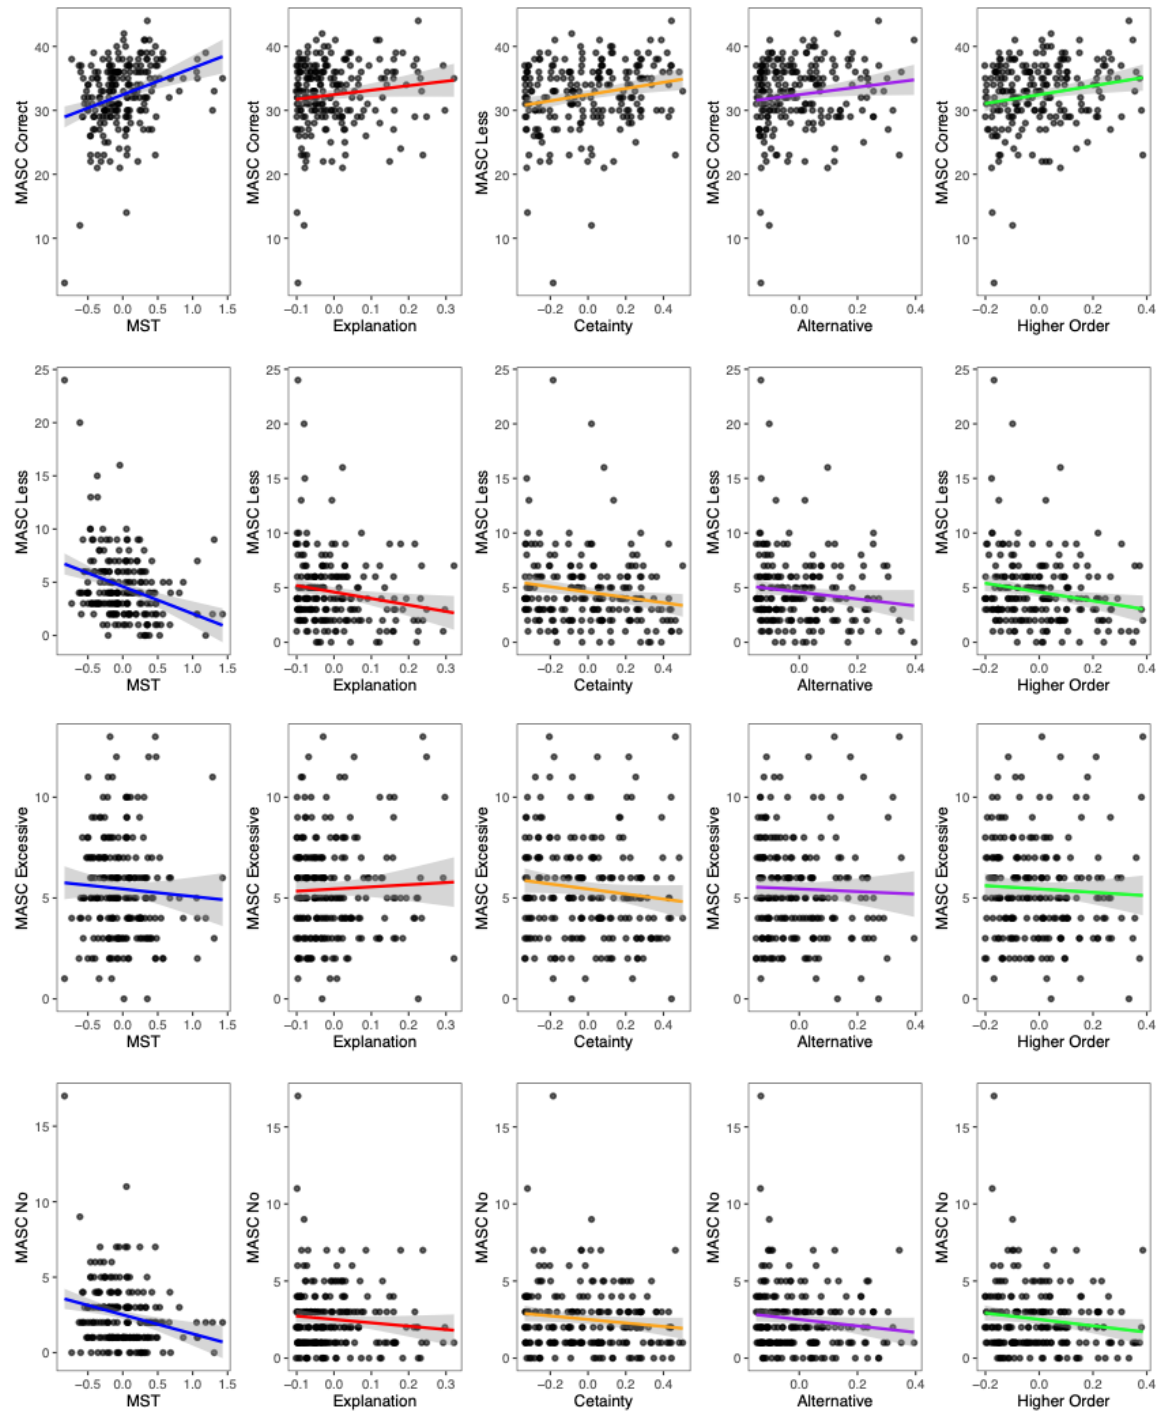 MASC Correct
40
30
20
10
−0.5 0.0 0.5 1.0 1.5
MST
MASC Correct
40
30
20
10
−0.1 0.0 0.1 0.2 0.3
Explanation
MASC Less
40
30
20
10
−0.2 0.0 0.2 0.4
Cetainty
MASC Correct
40
30
20
10
0.0 0.2 0.4
Alternative
MASC Correct
40
30
20
10
−0.2 0.0 0.2 0.4
Higher Order
MASC Less
25
20
15
10
5
0
−0.5 0.0 0.5 1.0 1.5
MST
MASC Less
25
20
15
10
5
0
−0.1 0.0 0.1 0.2 0.3
Explanation
MASC Less
25
20
15
10
5
0
−0.2 0.0 0.2 0.4
Cetainty
MASC Less
25
20
15
10
5
0
0.0 0.2 0.4
Alternative
MASC Less
25
20
15
10
5
0
−0.2 0.0 0.2 0.4
Higher Order
MASC Excessive
10
5
0
−0.5 0.0 0.5 1.0 1.5
MST
MASC Excessive
10
5
0
−0.1 0.0 0.1 0.2 0.3
Explanation
MASC Excessive
10
5
0
−0.2 0.0 0.2 0.4
Cetainty
MASC Excessive
10
5
0
0.0 0.2 0.4
Alternative
MASC Excessive
10
5
0
−0.2 0.0 0.2 0.4
Higher Order
MASC No
15
10
5
0
−0.5 0.0 0.5 1.0 1.5
MST
MASC No
15
10
5
0
−0.1 0.0 0.1 0.2 0.3
Explanation
MASC No
15
10
5
0
−0.2 0.0 0.2 0.4
Cetainty
MASC No
15
10
5
0
0.0 0.2 0.4
Alternative
MASC No
15
10
5
0
−0.2 0.0 0.2 0.4
Higher Order